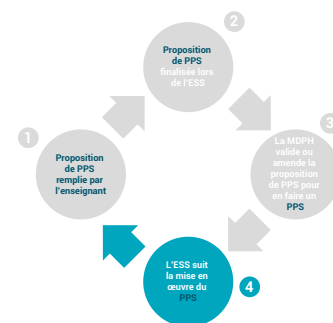 1
Proposition
de PPS
remplie par
l'enseignant
2
Proposition
de PPS
finalisée lors
de l'ESS
3
La MDPH
valide ou
amende la
proposition
de PPS pour
en faire un
PPS
4
L'ESS suit
la mise en
œuvre du
PPS